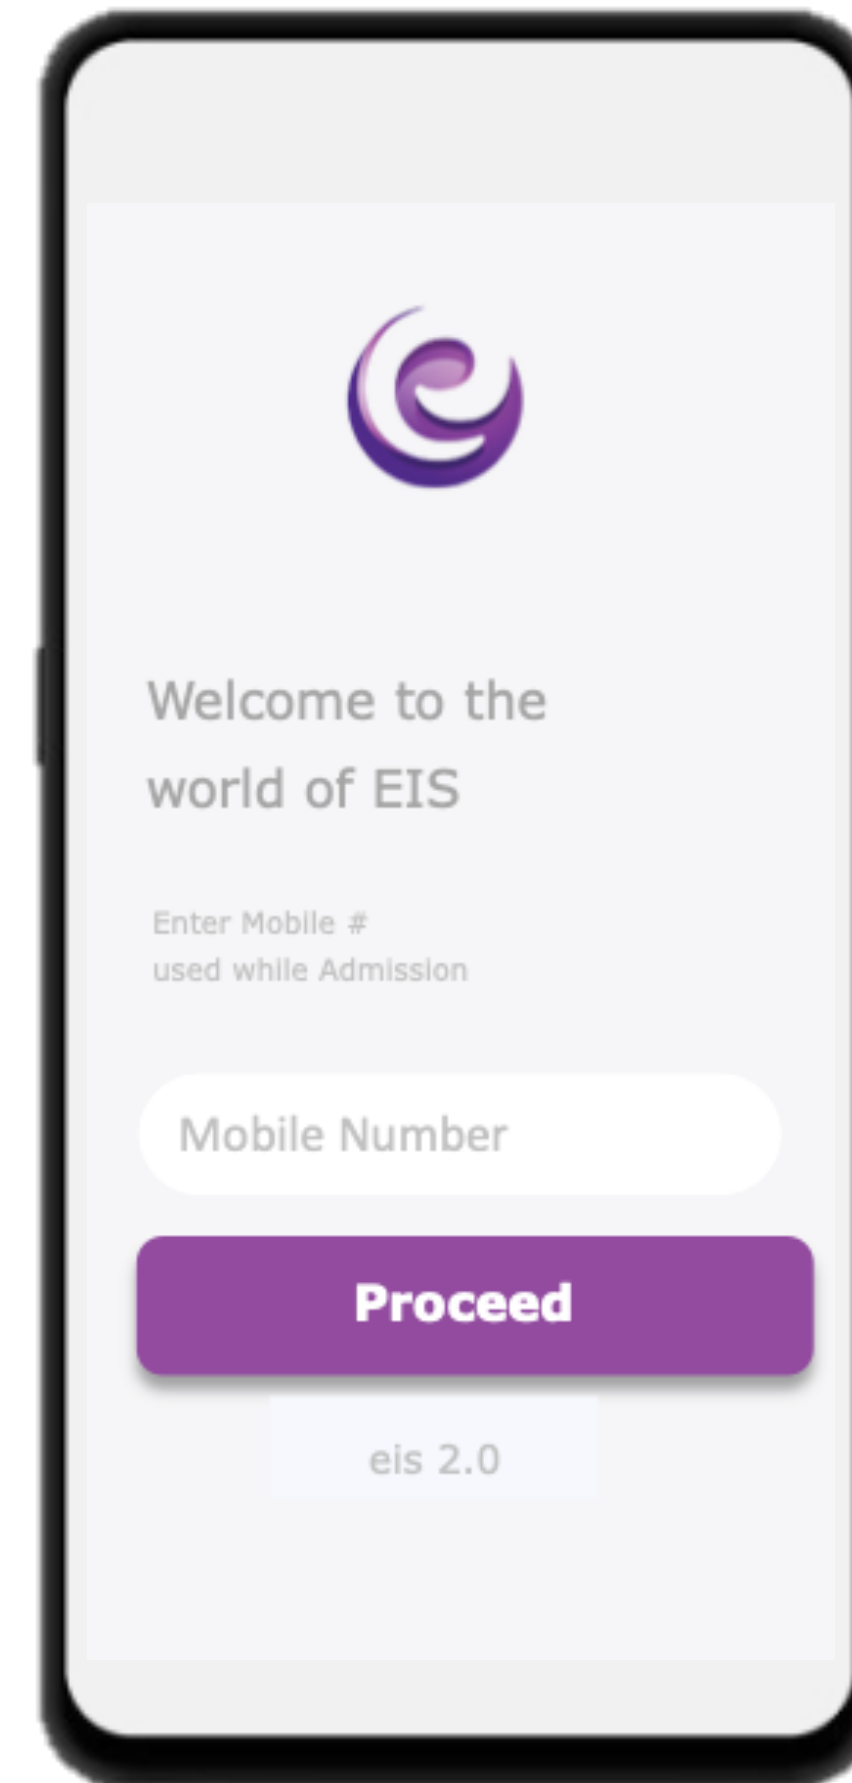 Welcome to the
world of EIS
Enter Mobile #
used while Admission
Mobile Number
Proceed
eis 2.0